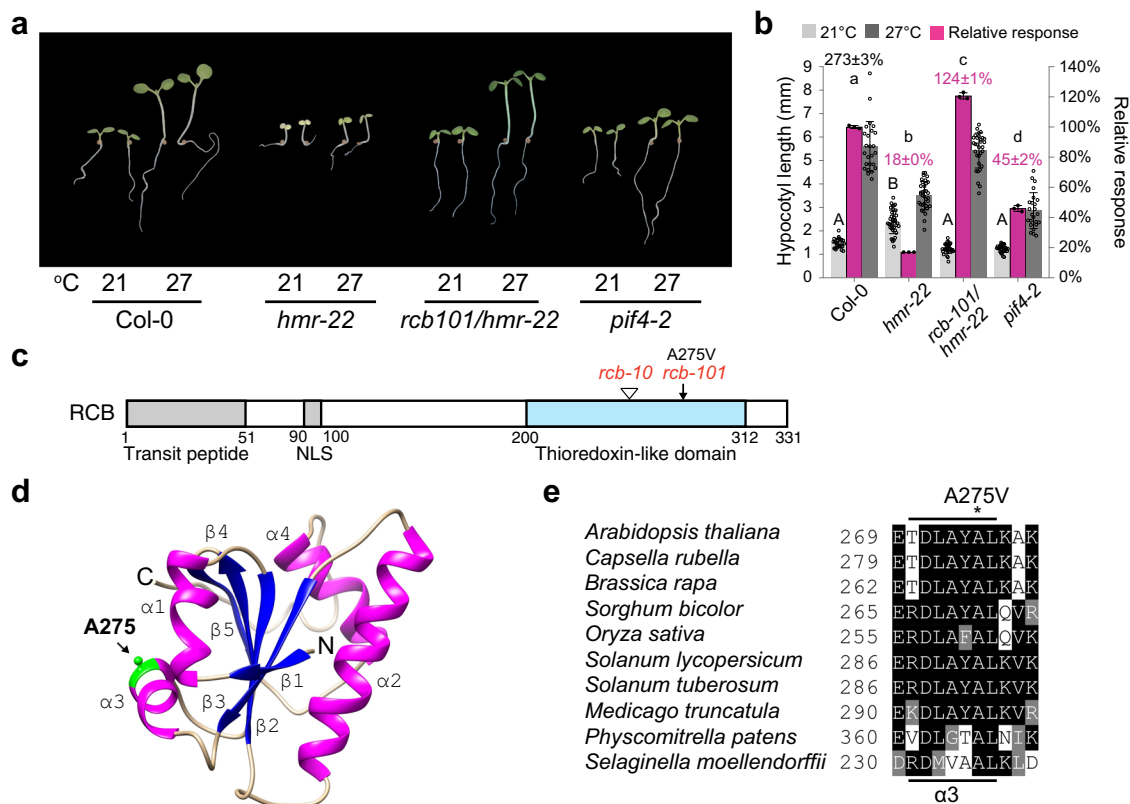 a
°C 21 27 21 27 21 27 21 27
Col-0 hmr-22 rcb101/hmr-22 pif4-2
b
21°C 27°C Relative response
Hypocotyl length (mm)
9
8
7
6
5
4
3
2
1
0
273±3%
a
A
18±0%
b
B
124±1%
c
A
45±2%
d
A
140%
120%
100%
80%
60%
40%
20%
0%
Relative response
Col-0
hmr-22
rcb-101/
hmr-22
pif4-2
c
A275V
rcb-10 rcb-101
RCB
1 51 90 100 200 312 331
Transit peptide NLS Thioredoxin-like domain
d
β4
α4
C
α1
β5
A275
N
α3
β3
β1
α2
β2
e
A275V
*
Arabidopsis thaliana 269 ETDLAYALKAK
Capsella rubella 279 ETDLAYALKAK
Brassica rapa 262 ETDLAYALKAK
Sorghum bicolor 265 ERDLAYALQVR
Oryza sativa 255 ERDLAFALQVK
Solanum lycopersicum 286 ERDLAYALKVK
Solanum tuberosum 286 ERDLAYALKVK
Medicago truncatula 290 EKDLAYALKVR
Physcomitrella patens 360 EVDLGTALNIK
Selaginella moellendorffii 230 DRDMVAALKLD
α3